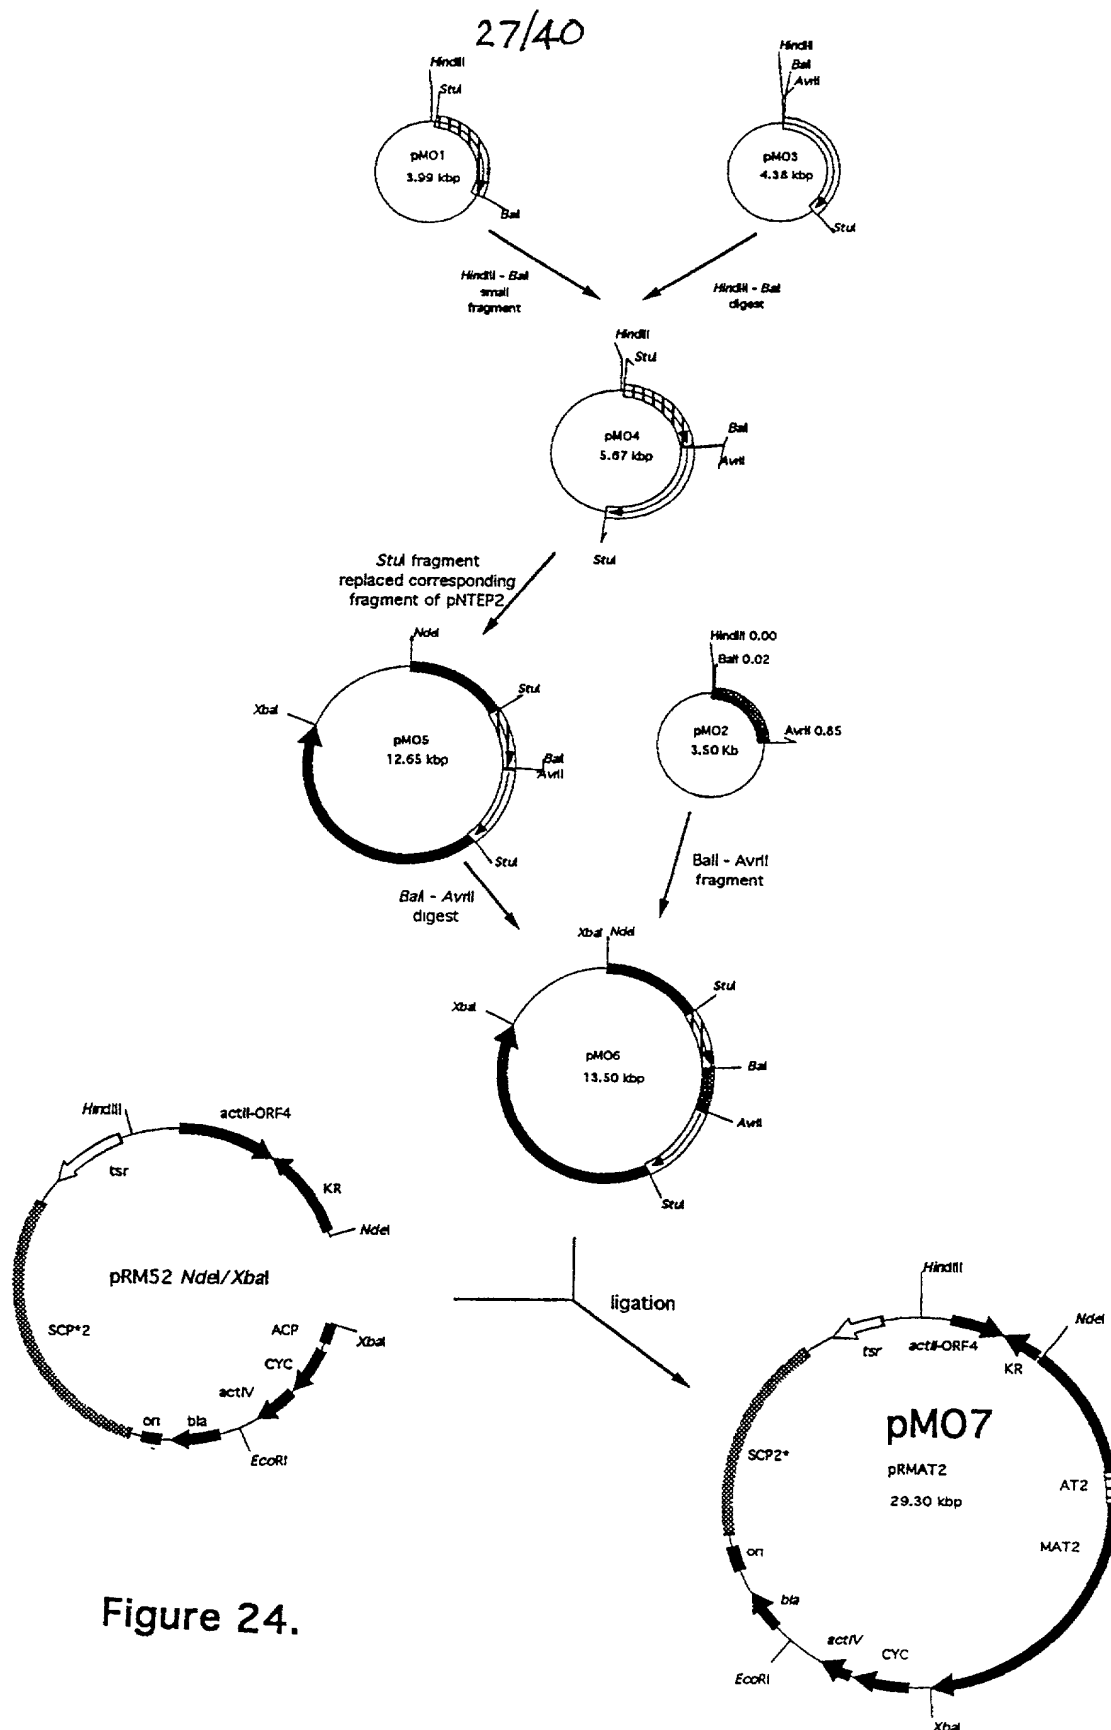 27/40
HindIII
StuI
pMO1
3.99 kbp
BalI
HindIII
BalI
AvrII
pMO3
4.38 kbp
StuI
HindIII - BalI
small
fragment
HindIII - BalI
digest
HindIII
StuI
pMO4
5.67 kbp
BalI
AvrII
StuI
StuI fragment
replaced corresponding
fragment of pNTEP2
NdeI
StuI
XbaI
pMO5
12.65 kbp
BalI
AvrII
StuI
HindIII 0.00
BalI 0.02
pMO2
3.50 Kb
AvrII 0.85
BalI - AvrII
digest
BalI - AvrII
fragment
XbaI NdeI
StuI
XbaI
pMO6
13.50 kbp
BalI
AvrII
StuI
HindIII
actII-ORF4
tsr
KR
NdeI
pRM52 NdeI/XbaI
SCP*2
ACP
XbaI
CYC
actIV
ori
bla
EcoRI
ligation
HindIII
NdeI
tsr
actII-ORF4
KR
pMO7
SCP2*
pRMAT2
29.30 kbp
AT2
MAT2
ori
bla
actIV
CYC
EcoRI
XbaI
Figure 24.